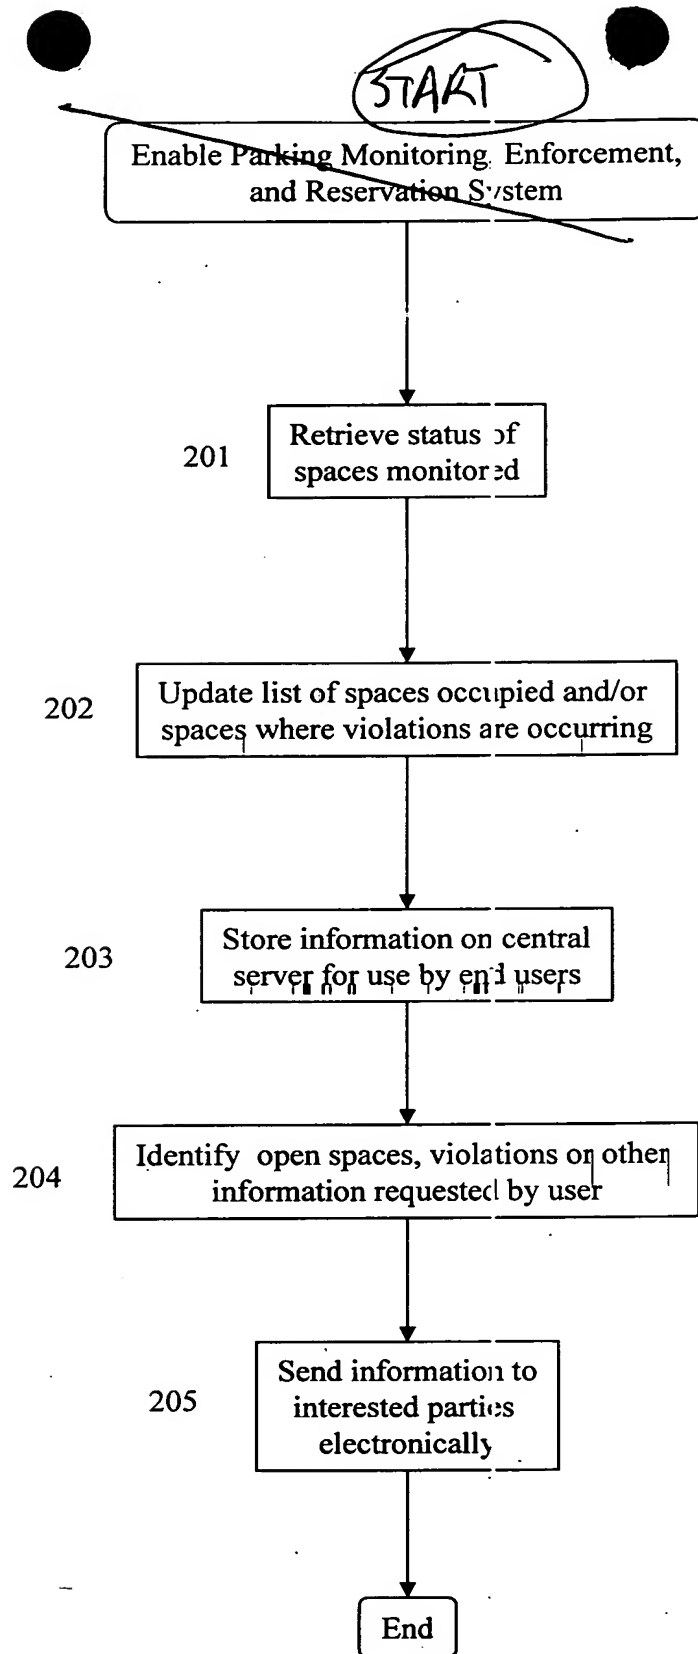 START
Enable Parking Monitoring, Enforcement,
and Reservation System
201
Retrieve status of
spaces monitored
202
Update list of spaces occupied and/or
spaces where violations are occurring
203
Store information on central
server for use by end users
204
Identify open spaces, violations or other
information requested by user
205
Send information to
interested parties
electronically
End